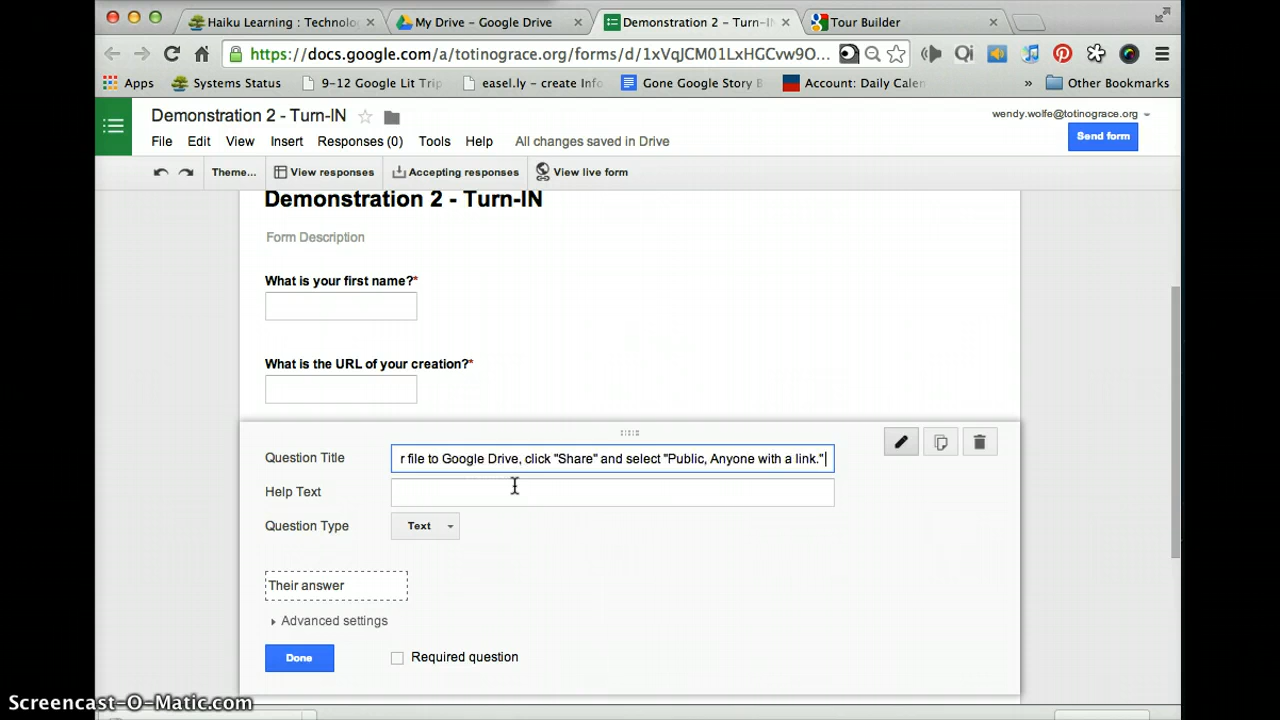 Haiku Learning : Technolo
My Drive - Google Drive
Demonstration 2 - Turn-IN
Tour Builder
https://docs.google.com/a/totinograce.org/forms/d/1xVqJCM01LxHGCvw9O...
Apps
Systems Status
9-12 Google Lit Trip
easel.ly - create Info
Gone Google Story B
Account: Daily Calen
»
Other Bookmarks
Demonstration 2 - Turn-IN
wendy.wolfe@totinograce.org
File Edit View Insert Responses (0) Tools Help All changes saved in Drive
Send form
Theme... View responses Accepting responses View live form
Demonstration 2 - Turn-IN
Form Description
What is your first name?*
What is the URL of your creation?*
Question Title
r file to Google Drive, click "Share" and select "Public, Anyone with a link."
Help Text
Question Type
Text
Their answer
Advanced settings
Done
Required question
Screencast-O-Matic.com